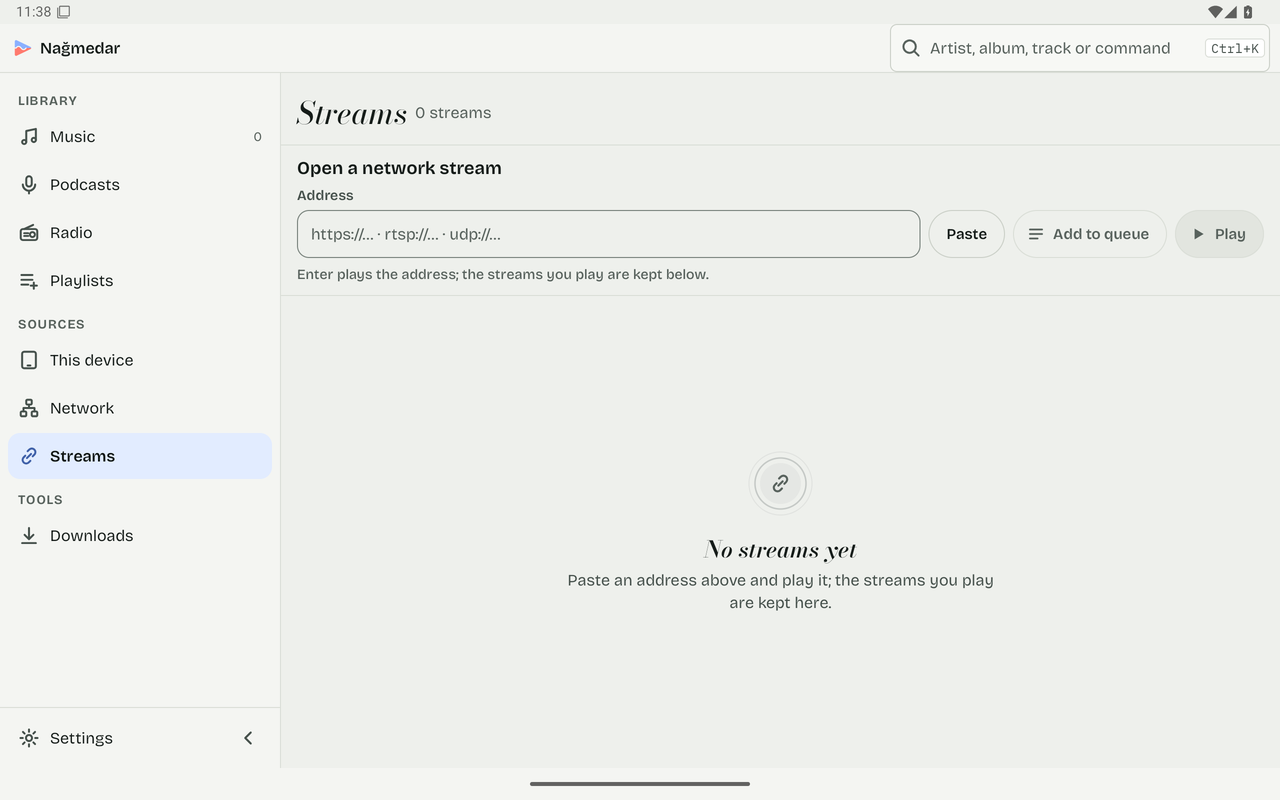 11:38
Nağmedar
Artist, album, track or command
Ctrl+K
LIBRARY
Music
0
Podcasts
Radio
Playlists
SOURCES
This device
Network
Streams
TOOLS
Downloads
Settings
Streams 0 streams
Open a network stream
Address
https://... · rtsp://... · udp://...
Paste
Add to queue
Play
Enter plays the address; the streams you play are kept below.
No streams yet
Paste an address above and play it; the streams you play
are kept here.